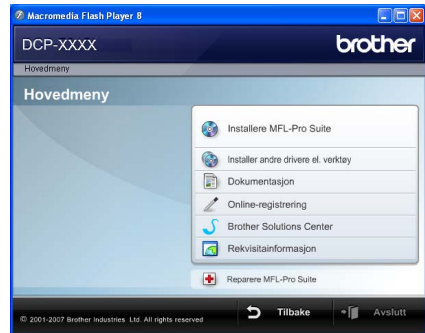 Macromedia Flash Player 8
DCP-XXXX
brother
Hovedmeny
Hovedmeny
Installere MFL-Pro Suite
Installer andre drivere el. verktøy
Dokumentasjon
Online-registrering
Brother Solutions Center
Rekvisitainformasjon
Reparere MFL-Pro Suite
© 2001-2007 Brother Industries Ltd. All rights reserved
Tilbake
Avslutt